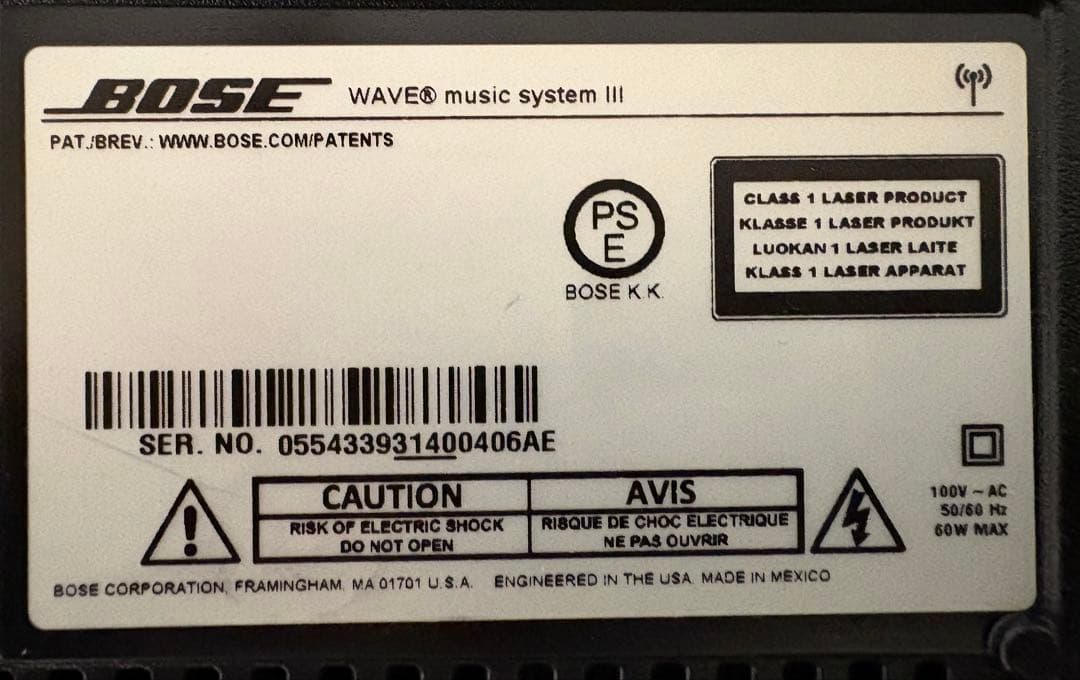 BOSE WAVE® music system III
PAT./BREV.: WWW.BOSE.COM/PATENTS
PS
E
BOSE K.K.
CLASS 1 LASER PRODUCT
KLASSE 1 LASER PRODUKT
LUOKAN 1 LASER LAITE
KLASS 1 LASER APPARAT
SER. NO. 055433931400406AE
CAUTION
RISK OF ELECTRIC SHOCK
DO NOT OPEN
AVIS
RISQUE DE CHOC ELECTRIQUE
NE PAS OUVRIR
100V ~ AC
50/60 Hz
60W MAX
BOSE CORPORATION, FRAMINGHAM, MA 01701 U.S.A. ENGINEERED IN THE USA. MADE IN MEXICO